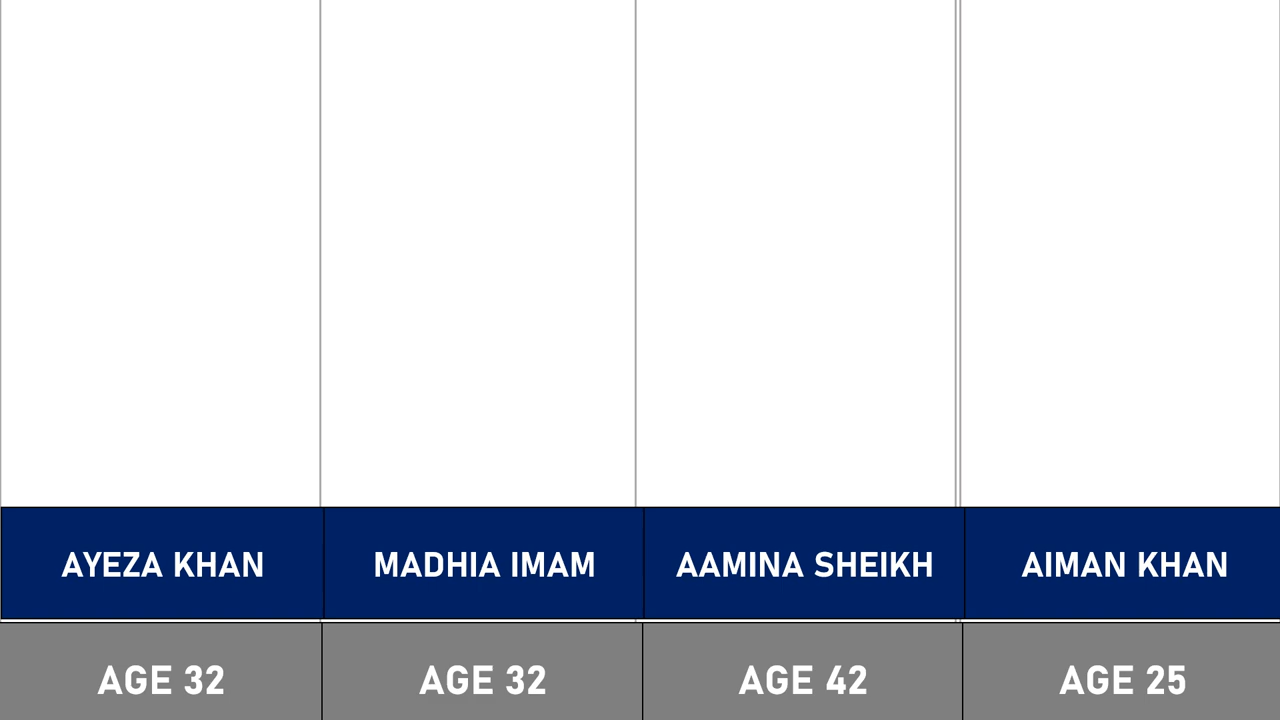 AYEZA KHAN
MADHIA IMAM
AAMINA SHEIKH
AIMAN KHAN
AGE 32
AGE 32
AGE 42
AGE 25